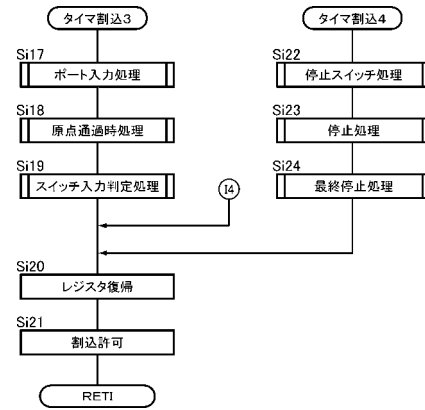 タイマ割込3
Si17
ポート入力処理
Si18
原点通過時処理
Si19
スイッチ入力判定処理
I4
タイマ割込4
Si22
停止スイッチ処理
Si23
停止処理
Si24
最終停止処理
Si20
レジスタ復帰
Si21
割込許可
RETI